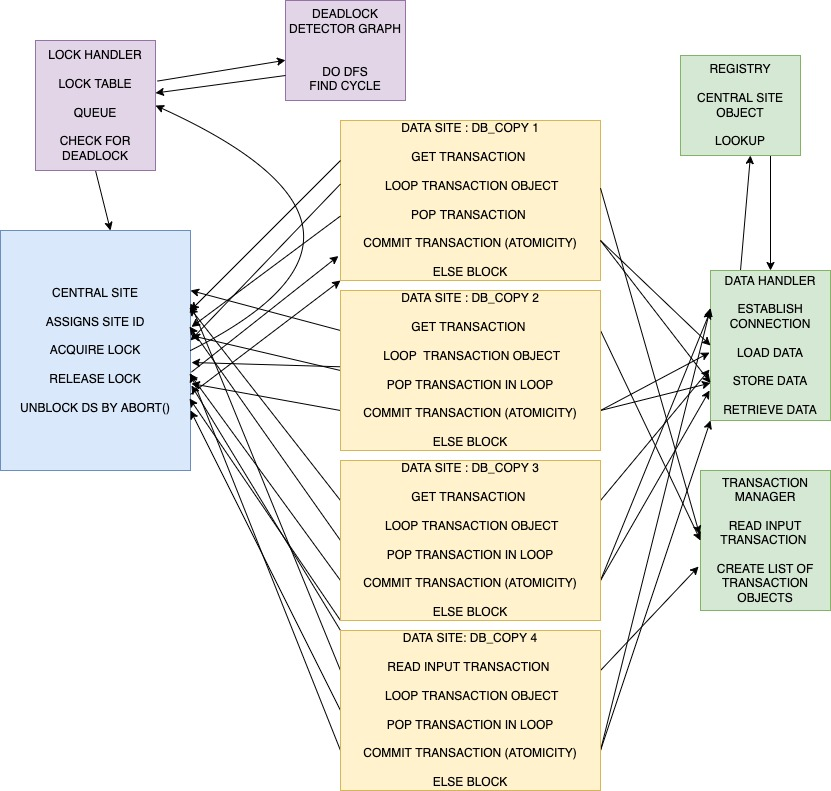 DEADLOCK
DETECTOR GRAPH
DO DFS
FIND CYCLE
LOCK HANDLER
LOCK TABLE
QUEUE
CHECK FOR
DEADLOCK
REGISTRY
CENTRAL SITE
OBJECT
LOOKUP
DATA SITE : DB_COPY 1
GET TRANSACTION
LOOP TRANSACTION OBJECT
POP TRANSACTION
COMMIT TRANSACTION (ATOMICITY)
ELSE BLOCK
CENTRAL SITE
ASSIGNS SITE ID
ACQUIRE LOCK
RELEASE LOCK
UNBLOCK DS BY ABORT()
DATA SITE : DB_COPY 2
GET TRANSACTION
LOOP  TRANSACTION OBJECT
POP TRANSACTION IN LOOP
COMMIT TRANSACTION (ATOMICITY)
ELSE BLOCK
DATA HANDLER
ESTABLISH
CONNECTION
LOAD DATA
STORE DATA
RETRIEVE DATA
DATA SITE : DB_COPY 3
GET TRANSACTION
LOOP TRANSACTION OBJECT
POP TRANSACTION IN LOOP
COMMIT TRANSACTION (ATOMICITY)
ELSE BLOCK
TRANSACTION
MANAGER
READ INPUT
TRANSACTION
CREATE LIST OF
TRANSACTION
OBJECTS
DATA SITE: DB_COPY 4
READ INPUT TRANSACTION
LOOP TRANSACTION OBJECT
POP TRANSACTION IN LOOP
COMMIT TRANSACTION (ATOMICITY)
ELSE BLOCK